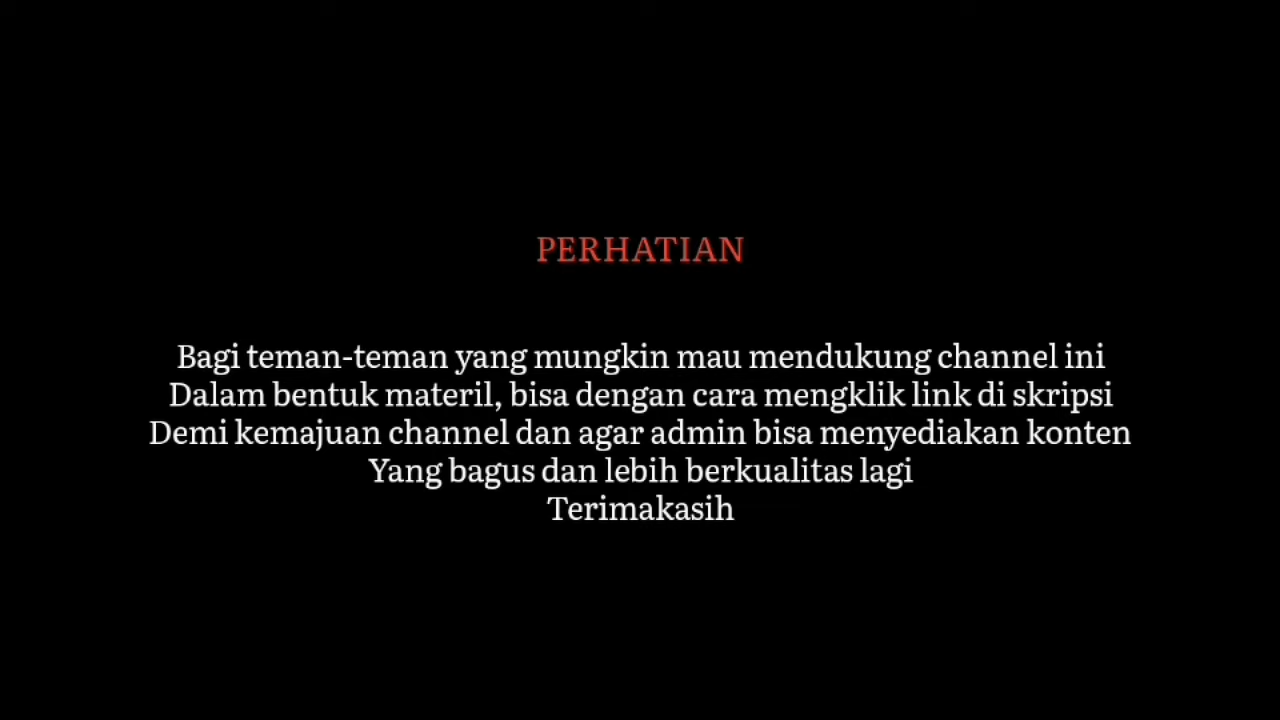 PERHATIAN
Bagi teman-teman yang mungkin mau mendukung channel ini
Dalam bentuk materil, bisa dengan cara mengklik link di skripsi
Demi kemajuan channel dan agar admin bisa menyediakan konten
Yang bagus dan lebih berkualitas lagi
Terimakasih